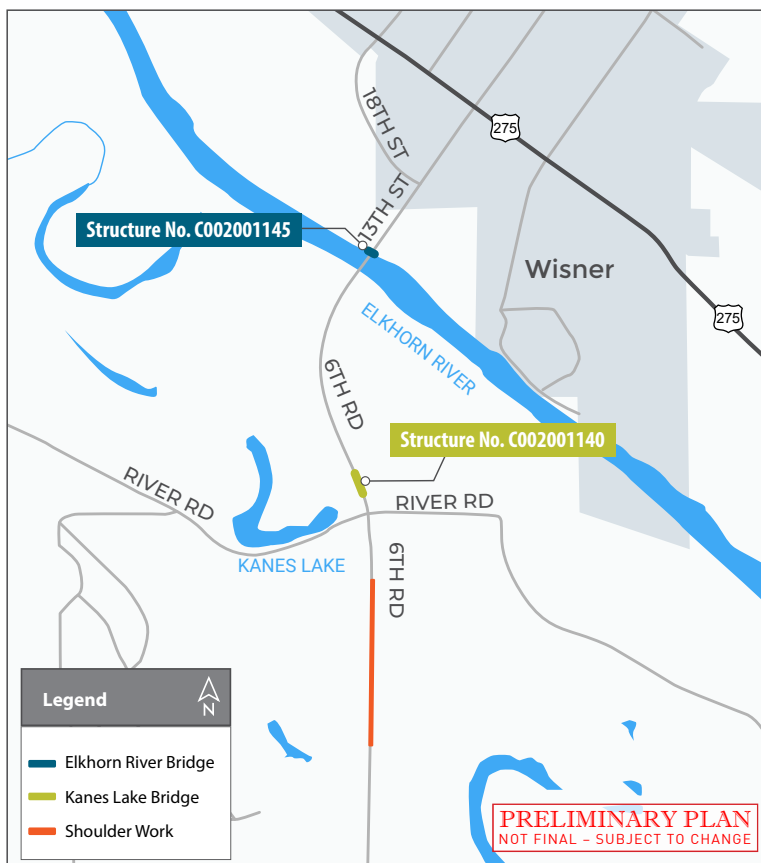 275
18TH ST
13TH ST
Structure No. C002001145
Wisner
275
ELKHORN RIVER
6TH RD
Structure No. C002001140
RIVER RD
RIVER RD
KANES LAKE
6TH RD
Legend
N
Elkhorn River Bridge
Kanes Lake Bridge
Shoulder Work
PRELIMINARY PLAN
NOT FINAL – SUBJECT TO CHANGE